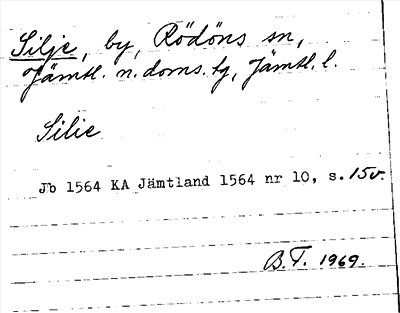 Silje, by, Rödöns sn,
Jämtl. n. doms. tg, Jämtl. l.
Silie
Jb 1564 KA Jämtland 1564 nr 10, s. 15v.
B.T. 1969.